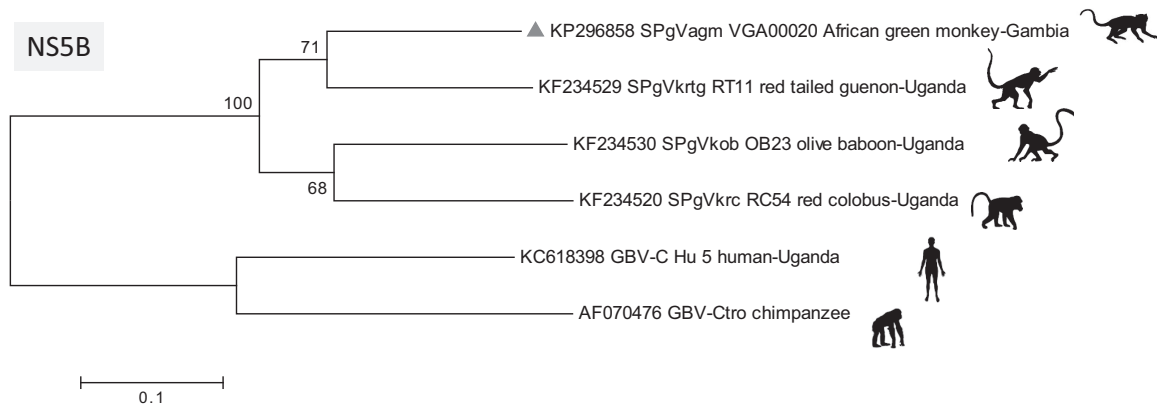 NS5B
KP296858 SPgVagm VGA00020 African green monkey-Gambia
71
KF234529 SPgVkrtg RT11 red tailed guenon-Uganda
100
KF234530 SPgVkob OB23 olive baboon-Uganda
68
KF234520 SPgVkrc RC54 red colobus-Uganda
KC618398 GBV-C Hu 5 human-Uganda
AF070476 GBV-Ctro chimpanzee
0.1